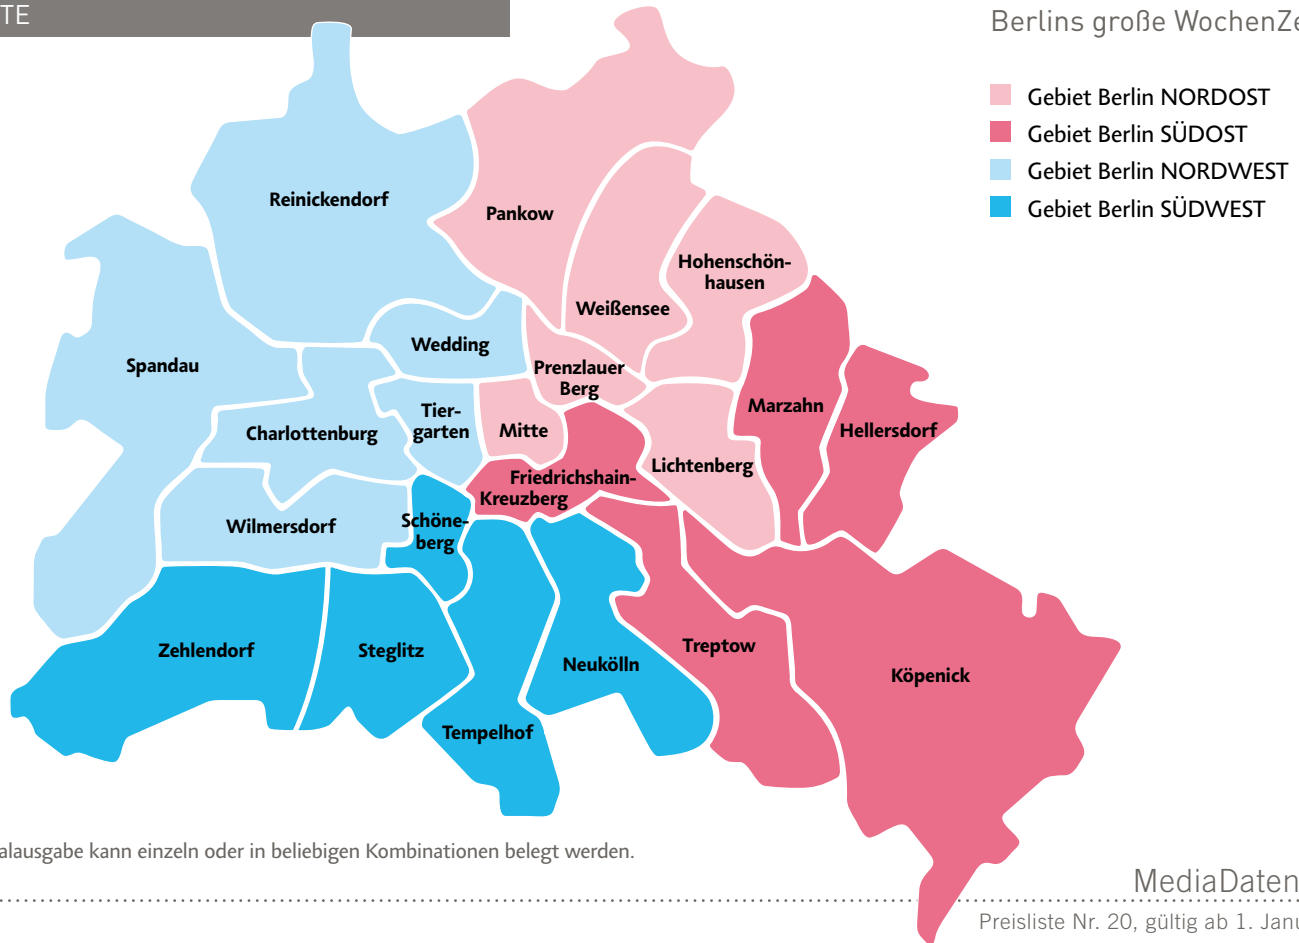 TE
Berlins große WochenZe
Gebiet Berlin NORDOST
Gebiet Berlin SÜDOST
Gebiet Berlin NORDWEST
Gebiet Berlin SÜDWEST
Reinickendorf
Pankow
Hohenschön-
hausen
Weißensee
Wedding
Spandau
Prenzlauer
Berg
Marzahn
Tier-
garten
Mitte
Charlottenburg
Hellersdorf
Lichtenberg
Friedrichshain-
Kreuzberg
Wilmersdorf
Schöne-
berg
Zehlendorf
Steglitz
Neukölln
Treptow
Köpenick
Tempelhof
alausgabe kann einzeln oder in beliebigen Kombinationen belegt werden.
MediaDaten
Preisliste Nr. 20, gültig ab 1. Janu